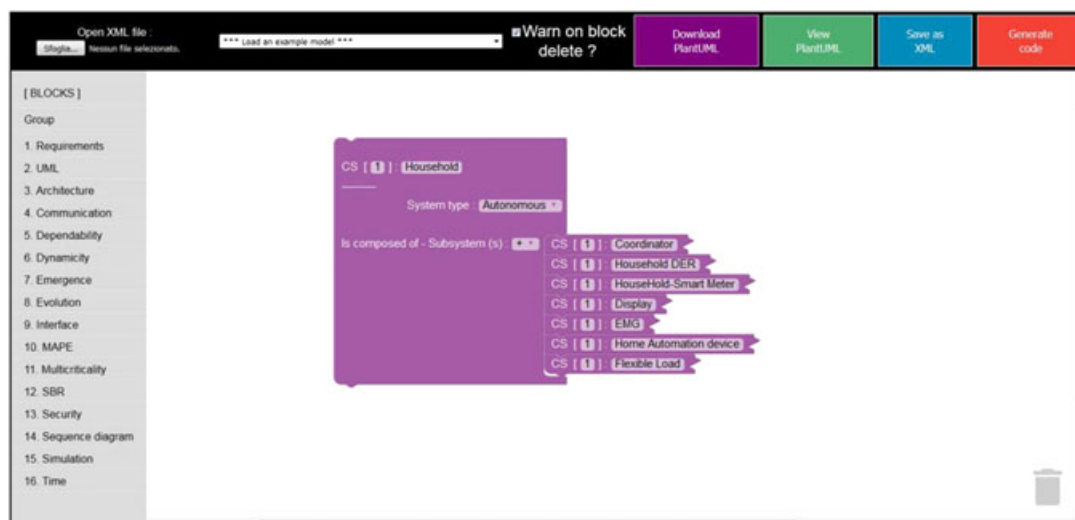 Open XML file :
Sfoglia... Nessun file selezionato.
*** Load an example model ***
Warn on block
delete ?
Download
PlantUML
View
PlantUML
Save as
XML
Generate
code
[ BLOCKS ]
Group
1. Requirements
2. UML
3. Architecture
4. Communication
5. Dependability
6. Dynamicity
7. Emergence
8. Evolution
9. Interface
10. MAPE
11. Multicriticality
12. SBR
13. Security
14. Sequence diagram
15. Simulation
16. Time
CS [ 1 ] : Household
System type : Autonomous
Is composed of - Subsystem (s) :
CS [ 1 ] : Coordinator
CS [ 1 ] : Household DER
CS [ 1 ] : HouseHold-Smart Meter
CS [ 1 ] : Display
CS [ 1 ] : EMG
CS [ 1 ] : Home Automation device
CS [ 1 ] : Flexible Load